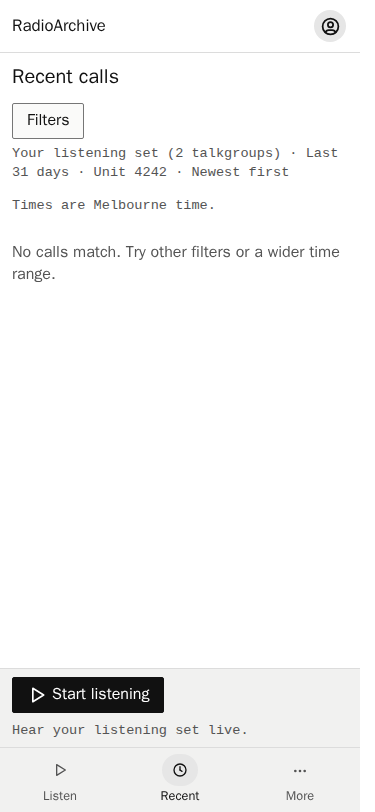 RadioArchive
Recent calls
Filters
Your listening set (2 talkgroups) · Last
31 days · Unit 4242 · Newest first
Times are Melbourne time.
No calls match. Try other filters or a wider time
range.
Start listening
Hear your listening set live.
Listen
Recent
More